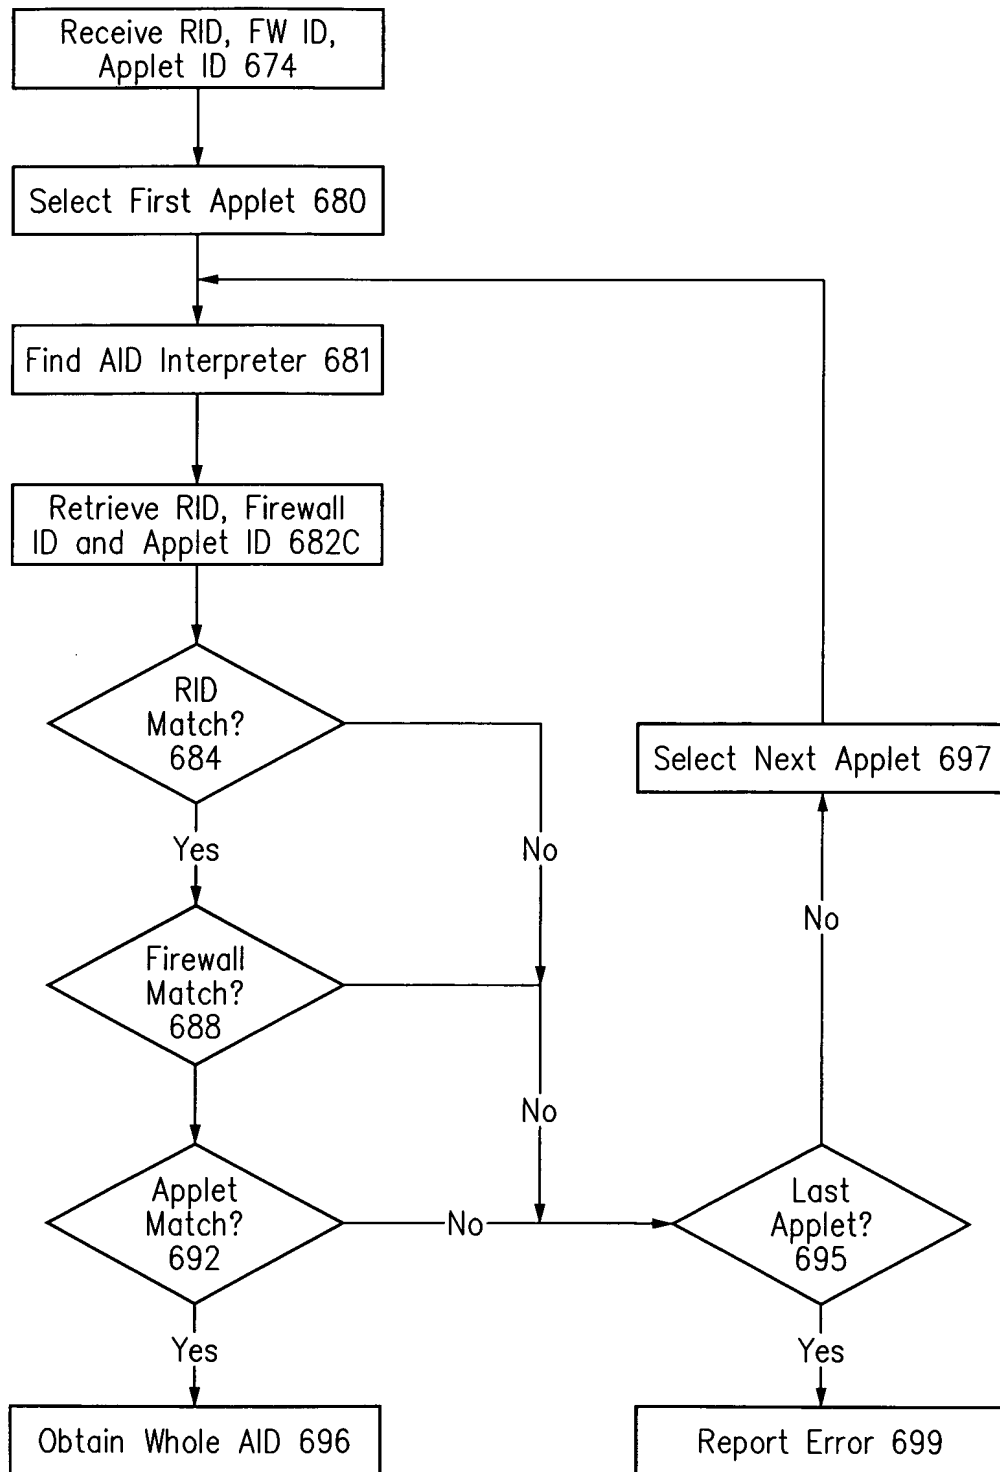 Receive RID, FW ID,
Applet ID 674
Select First Applet 680
Find AID Interpreter 681
Retrieve RID, Firewall
ID and Applet ID 682C
RID
Match?
684
Yes
No
Select Next Applet 697
No
Firewall
Match?
688
No
Applet
Match?
692
No
Last
Applet?
695
Yes
Yes
Obtain Whole AID 696
Report Error 699